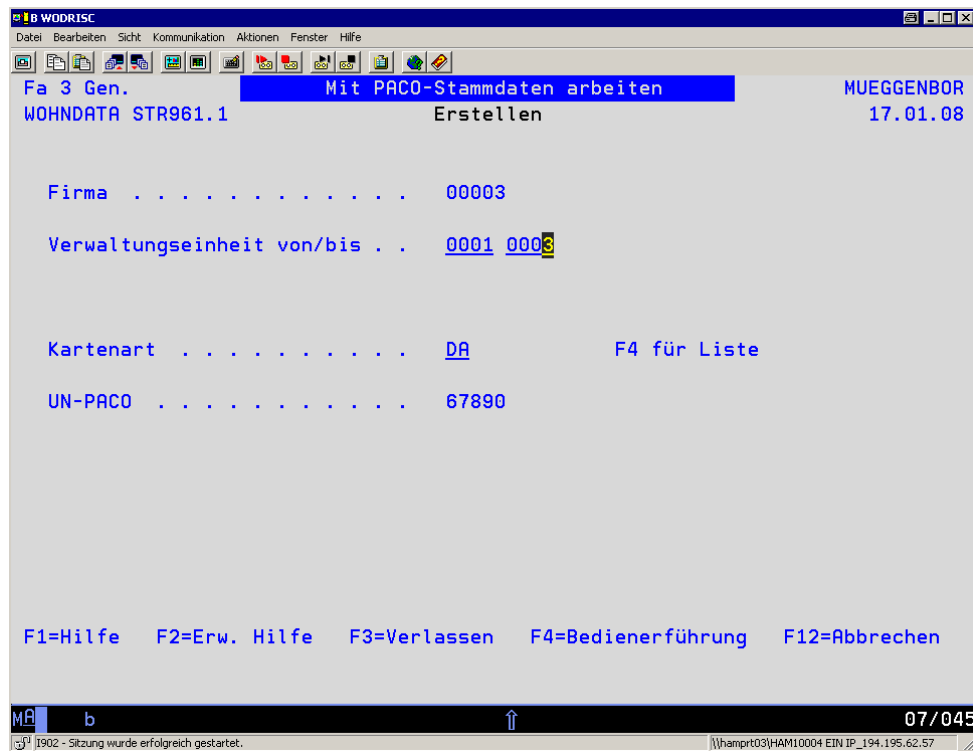 B WODRISC
Datei Bearbeiten Sicht Kommunikation Aktionen Fenster Hilfe
Fa 3 Gen. Mit PACO-Stammdaten arbeiten MUEGGENBOR
WOHNDATA STR961.1 Erstellen 17.01.08
Firma . . . . . . . . . . . . 00003
Verwaltungseinheit von/bis . . 0001 0003
Kartenart . . . . . . . . . . DA F4 für Liste
UN-PACO . . . . . . . . . . . 67890
F1=Hilfe F2=Erw. Hilfe F3=Verlassen F4=Bedienerführung F12=Abbrechen
MA b 07/045
I902 - Sitzung wurde erfolgreich gestartet. \\hamprt03\HAM10004 EIN IP_194.195.62.57